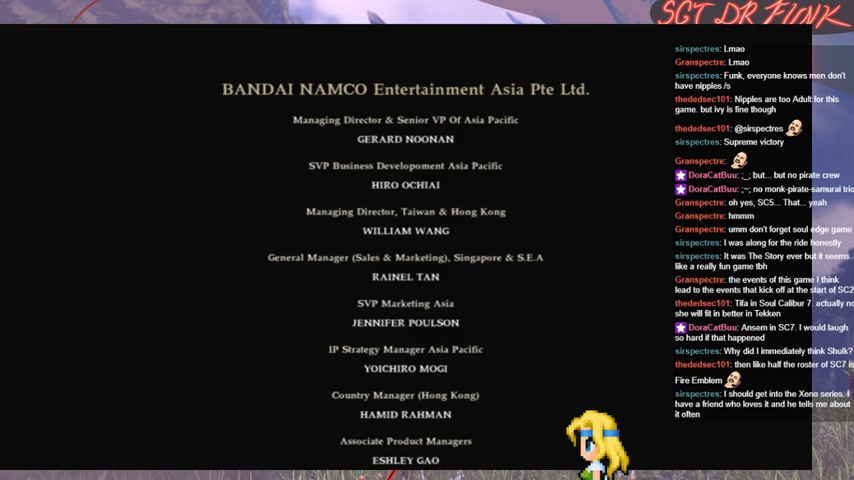 SGT DR FUNK
BANDAI NAMCO Entertainment Asia Pte Ltd.
Managing Director & Senior VP Of Asia Pacific
GERARD NOONAN
SVP Business Developoment Asia Pacific
HIRO OCHIAI
Managing Director, Taiwan & Hong Kong
WILLIAM WANG
General Manager (Sales & Marketing), Singapore & S.E.A
RAINEL TAN
SVP Marketing Asia
JENNIFER POULSON
IP Strategy Manager Asia Pacific
YOICHIRO MOGI
Country Manager (Hong Kong)
HAMID RAHMAN
Associate Product Managers
ESHLEY GAO
sirspectres: Lmao
Granspectre: Lmao
sirspectres: Funk, everyone knows men don't
have nipples /s
thededsec101: Nipples are too Adult for this
game. but ivy is fine though
thededsec101: @sirspectres
sirspectres: Supreme victory
Granspectre:
DoraCatBuu: ;_; but... but no pirate crew
DoraCatBuu: ;~; no monk-pirate-samurai trio
Granspectre: oh yes, SC5... That... yeah
Granspectre: hmmm
Granspectre: umm don't forget soul edge game
sirspectres: I was along for the ride honestly
sirspectres: It was The Story ever but it seems
like a really fun game tbh
Granspectre: the events of this game I think
lead to the events that kick off at the start of SC2
thededsec101: Tifa in Soul Calibur 7. actually no
she will fit in better in Tekken
DoraCatBuu: Ansem in SC7. I would laugh
so hard if that happened
sirspectres: Why did I immediately think Shulk?
thededsec101: then like half the roster of SC7 is
Fire Emblem
sirspectres: I should get into the Xeno series. I
have a friend who loves it and he tells me about
it often